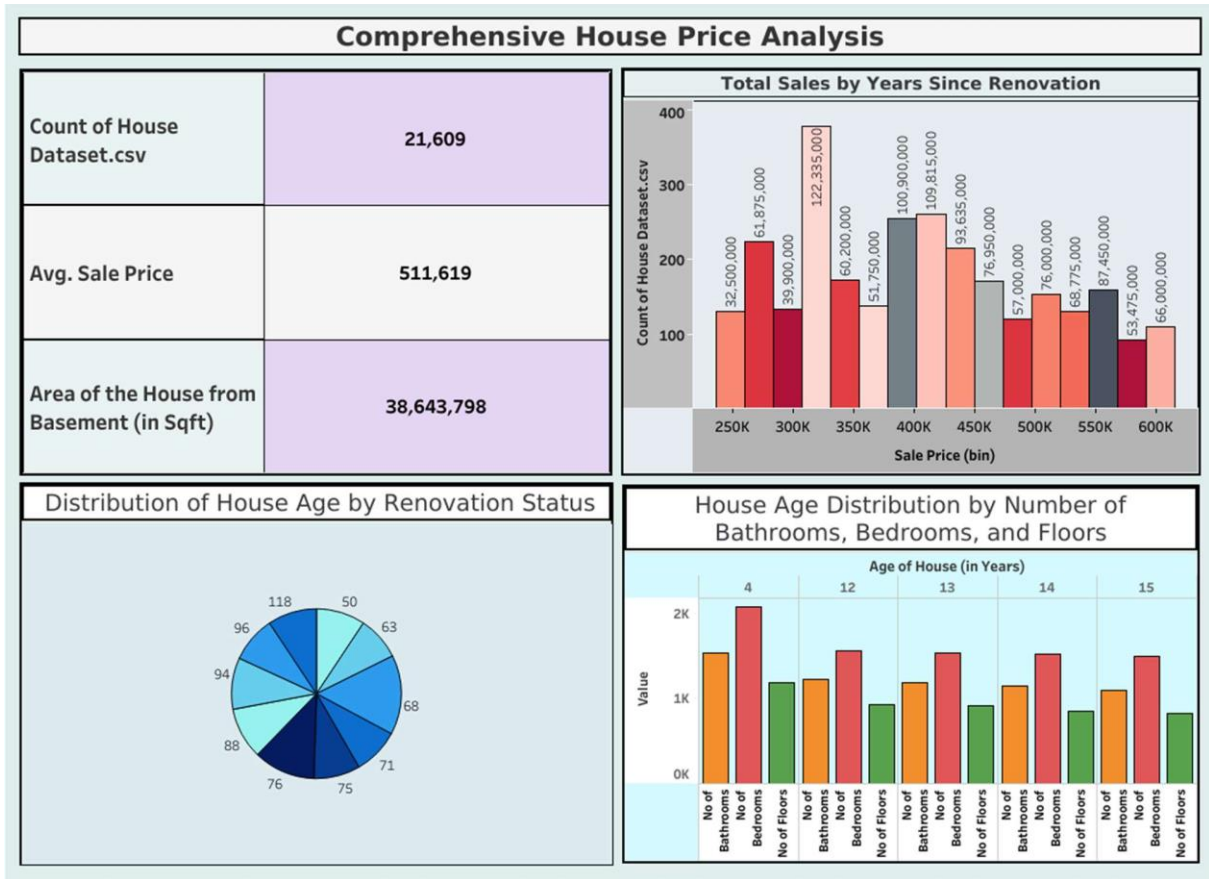 Comprehensive House Price Analysis
Count of House
Dataset.csv
21,609
Avg. Sale Price
511,619
Area of the House from
Basement (in Sqft)
38,643,798
Total Sales by Years Since Renovation
Count of House Dataset.csv
400
300
200
100
32,500,000
61,875,000
39,900,000
122,335,000
60,200,000
51,750,000
100,900,000
109,815,000
93,635,000
76,950,000
57,000,000
76,000,000
68,775,000
87,450,000
53,475,000
66,000,000
250K 300K 350K 400K 450K 500K 550K 600K
Sale Price (bin)
Distribution of House Age by Renovation Status
50
63
68
71
75
76
88
94
96
118
House Age Distribution by Number of
Bathrooms, Bedrooms, and Floors
Age of House (in Years)
4 12 13 14 15
Value
2K
1K
0K
No of
Bathrooms
No of
Bedrooms
No of Floors
No of
Bathrooms
No of
Bedrooms
No of Floors
No of
Bathrooms
No of
Bedrooms
No of Floors
No of
Bathrooms
No of
Bedrooms
No of Floors
No of
Bathrooms
No of
Bedrooms
No of Floors